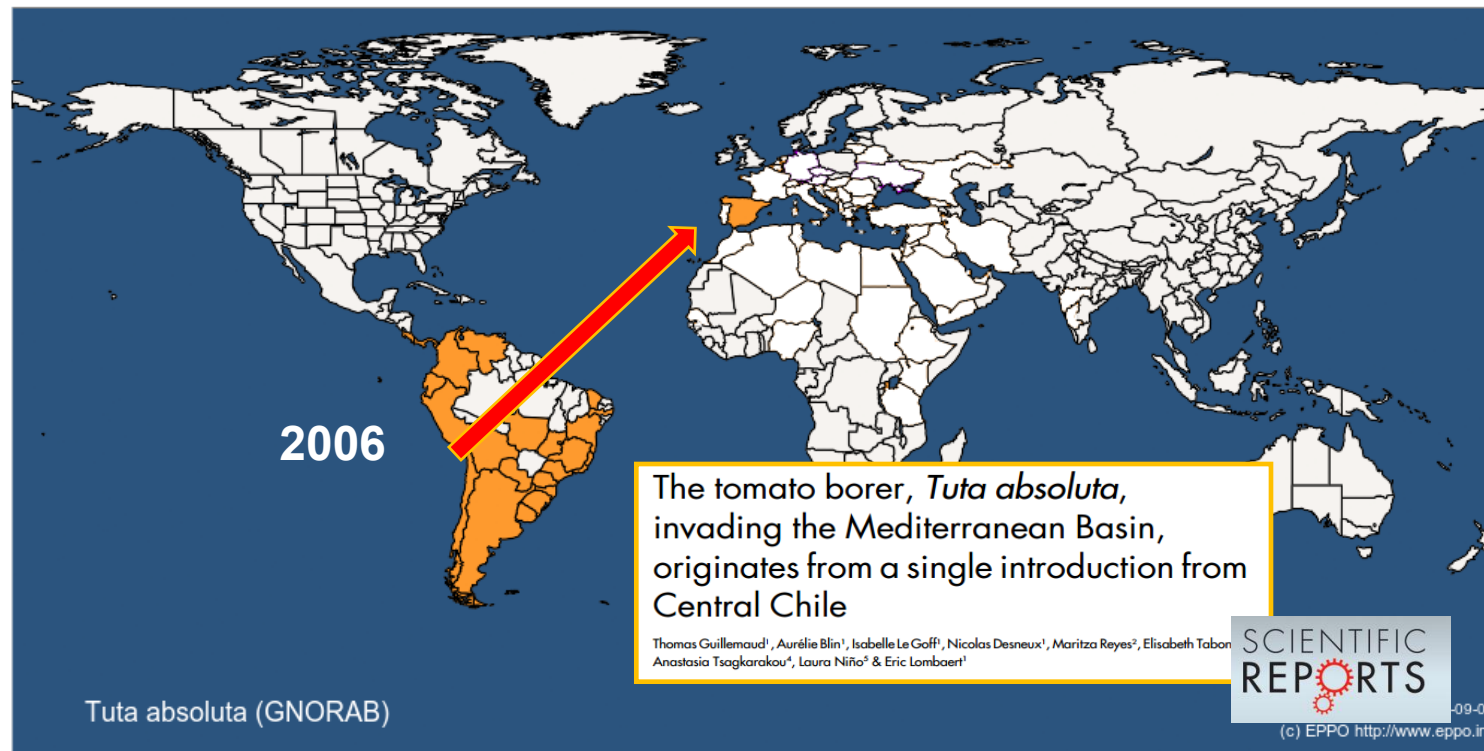 2006
The tomato borer, Tuta absoluta,
invading the Mediterranean Basin,
originates from a single introduction from
Central Chile
Thomas Guillemaud¹, Aurélie Blin¹, Isabelle Le Goff¹, Nicolas Desneux¹, Maritza Reyes², Elisabeth Tabon
Anastasia Tsagkarakou⁴, Laura Niño⁵ & Eric Lombaert¹
SCIENTIFIC
REPORTS
Tuta absoluta (GNORAB)
-09-0
(c) EPPO http://www.eppo.in